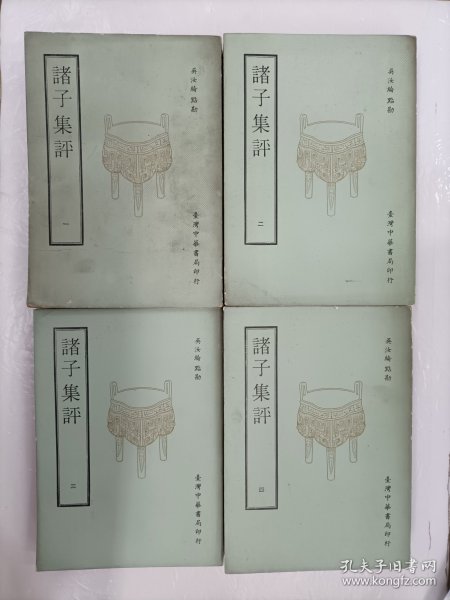 吳汝綸點勘
諸子集評
一
臺灣中華書局印行
吳汝綸點勘
諸子集評
二
臺灣中華書局印行
吳汝綸點勘
諸子集評
三
臺灣中華書局印行
吳汝綸點勘
諸子集評
四
臺灣中華書局印行
孔夫子旧书网
www.kongfz.com